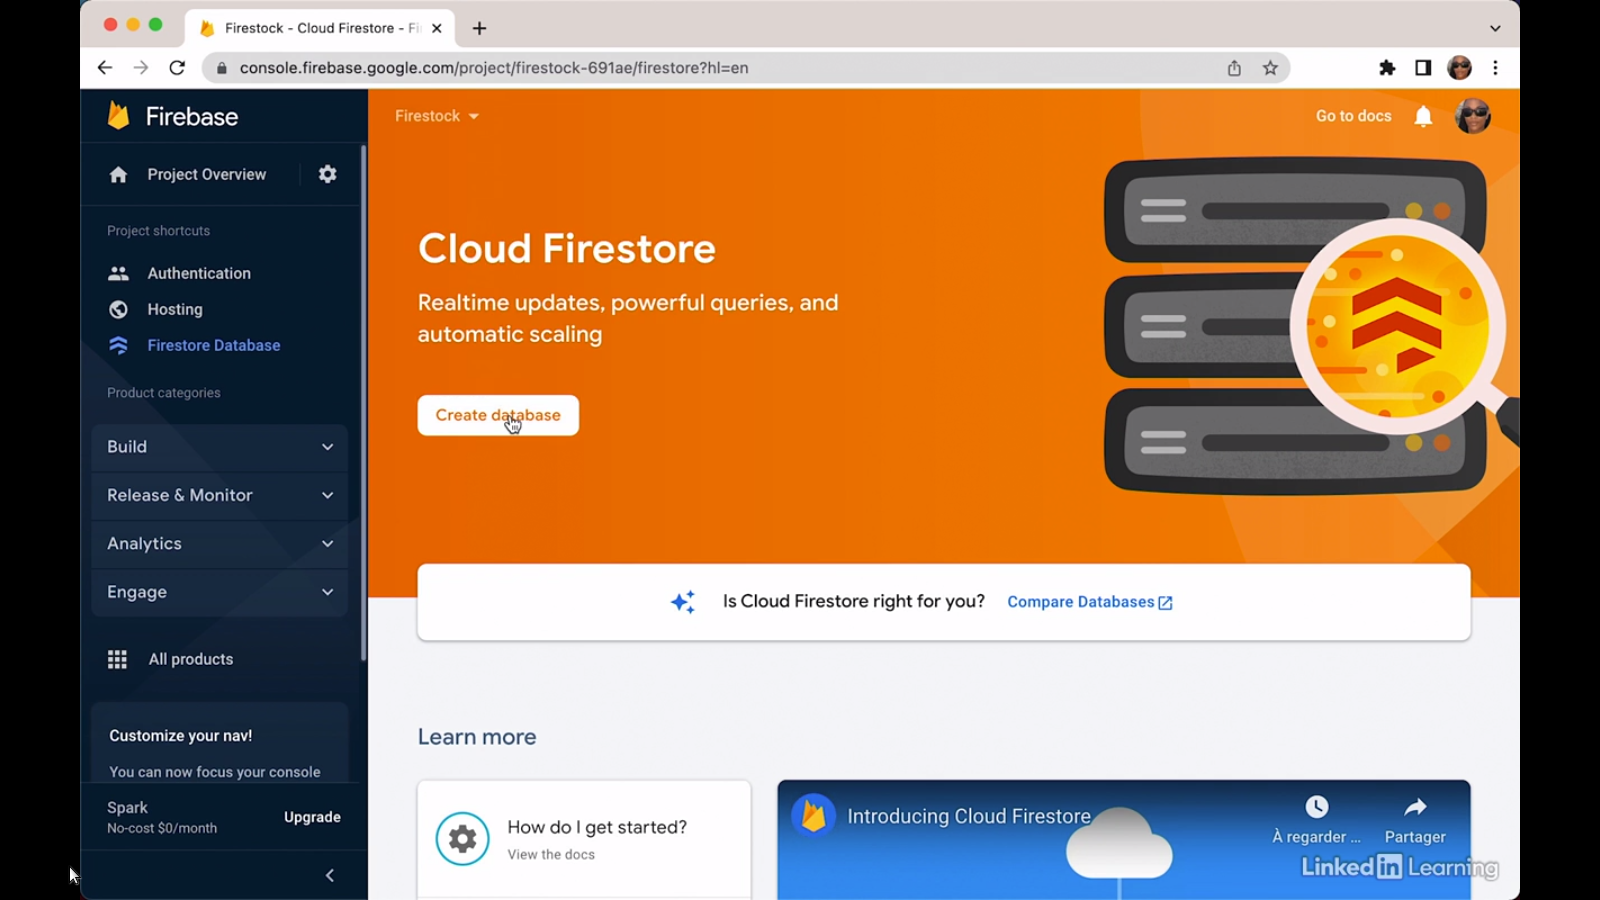 Firestock - Cloud Firestore - Fi
console.firebase.google.com/project/firestock-691ae/firestore?hl=en
Firebase
Firestock
Go to docs
Project Overview
Project shortcuts
Authentication
Hosting
Firestore Database
Product categories
Build
Release & Monitor
Analytics
Engage
All products
Customize your nav!
You can now focus your console
Spark
No-cost $0/month
Upgrade
Cloud Firestore
Realtime updates, powerful queries, and
automatic scaling
Create database
Is Cloud Firestore right for you? Compare Databases
Learn more
How do I get started?
View the docs
Introducing Cloud Firestore
À regarder ...
Partager
Linked in Learning